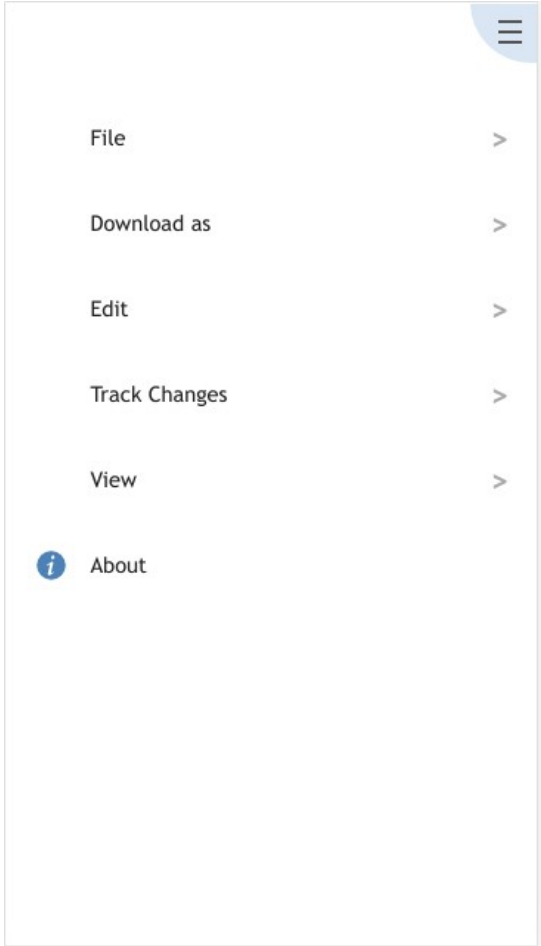 File >
Download as >
Edit >
Track Changes >
View >
i About